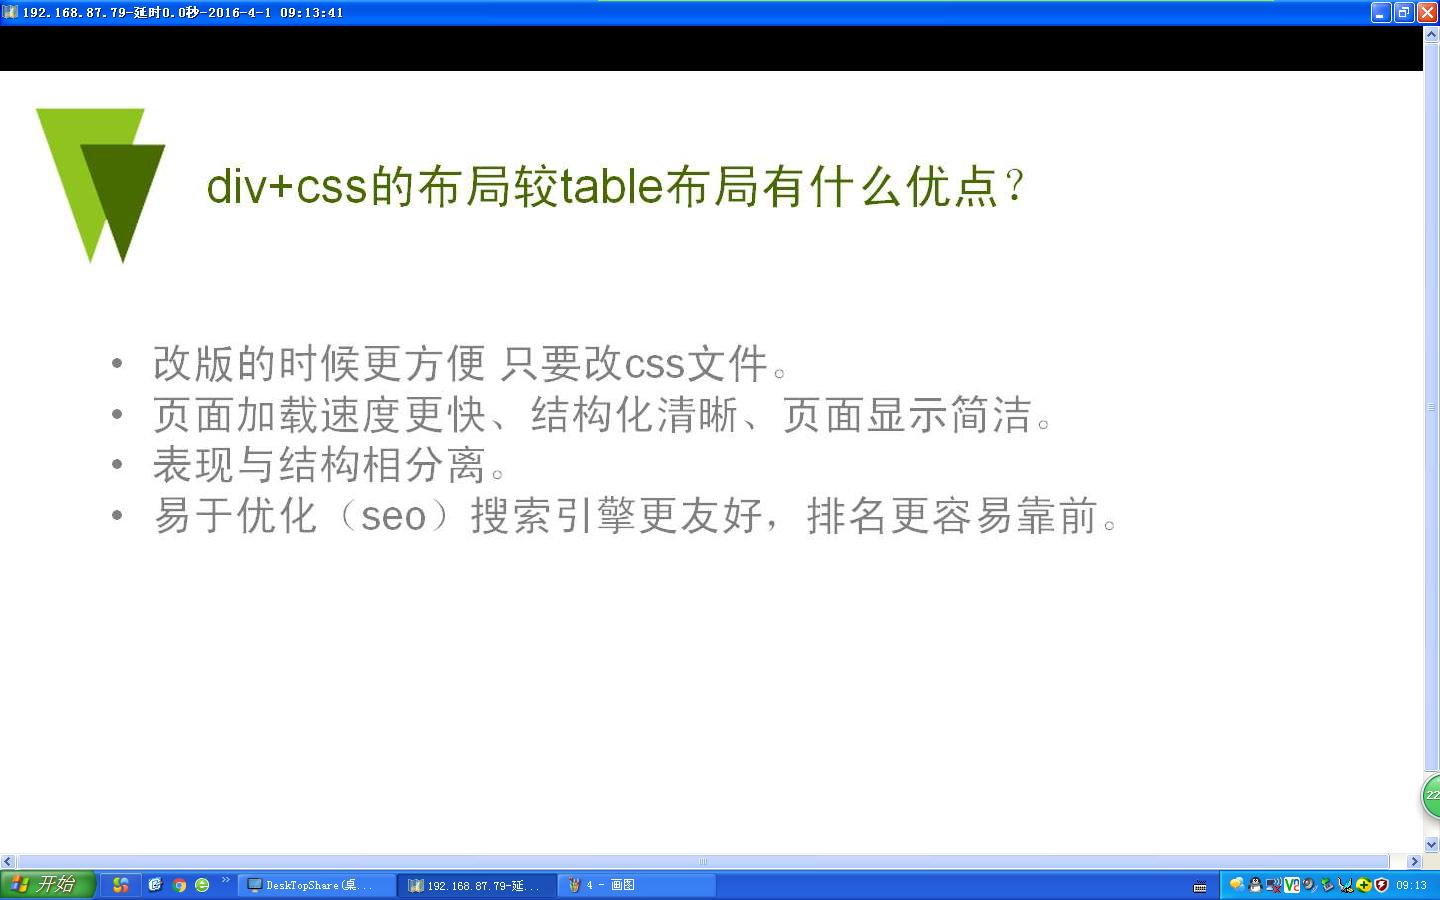 192.168.87.79-延时0.0秒-2016-4-1 09:13:41
div+css的布局较table布局有什么优点?
• 改版的时候更方便 只要改css文件。
• 页面加载速度更快、结构化清晰、页面显示简洁。
• 表现与结构相分离。
• 易于优化（seo）搜索引擎更友好，排名更容易靠前。
22
开始
DeskTopShare(桌...
192.168.87.79-延...
4 - 画图
09:13